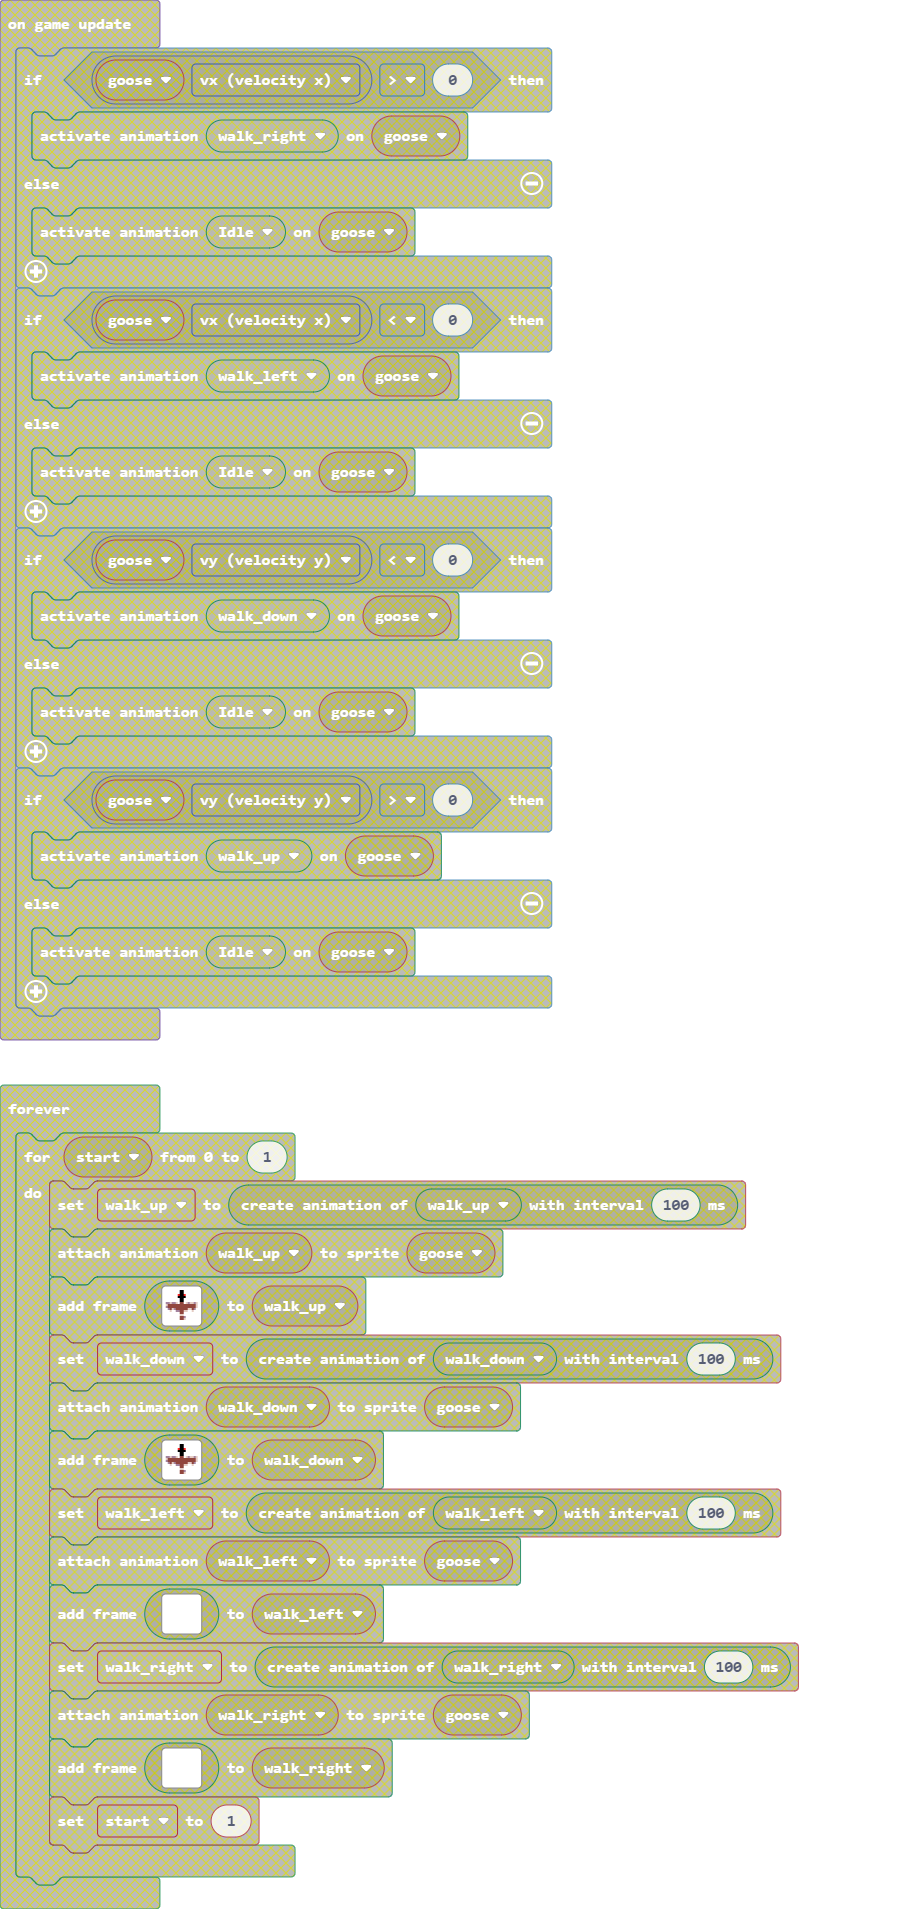 on game update
if goose vx (velocity x) > 0 then
activate animation walk_right on goose
else
activate animation Idle on goose
if goose vx (velocity x) < 0 then
activate animation walk_left on goose
else
activate animation Idle on goose
if goose vy (velocity y) < 0 then
activate animation walk_down on goose
else
activate animation Idle on goose
if goose vy (velocity y) > 0 then
activate animation walk_up on goose
else
activate animation Idle on goose
forever
for start from 0 to 1
do
set walk_up to create animation of walk_up with interval 100 ms
attach animation walk_up to sprite goose
add frame to walk_up
set walk_down to create animation of walk_down with interval 100 ms
attach animation walk_down to sprite goose
add frame to walk_down
set walk_left to create animation of walk_left with interval 100 ms
attach animation walk_left to sprite goose
add frame to walk_left
set walk_right to create animation of walk_right with interval 100 ms
attach animation walk_right to sprite goose
add frame to walk_right
set start to 1